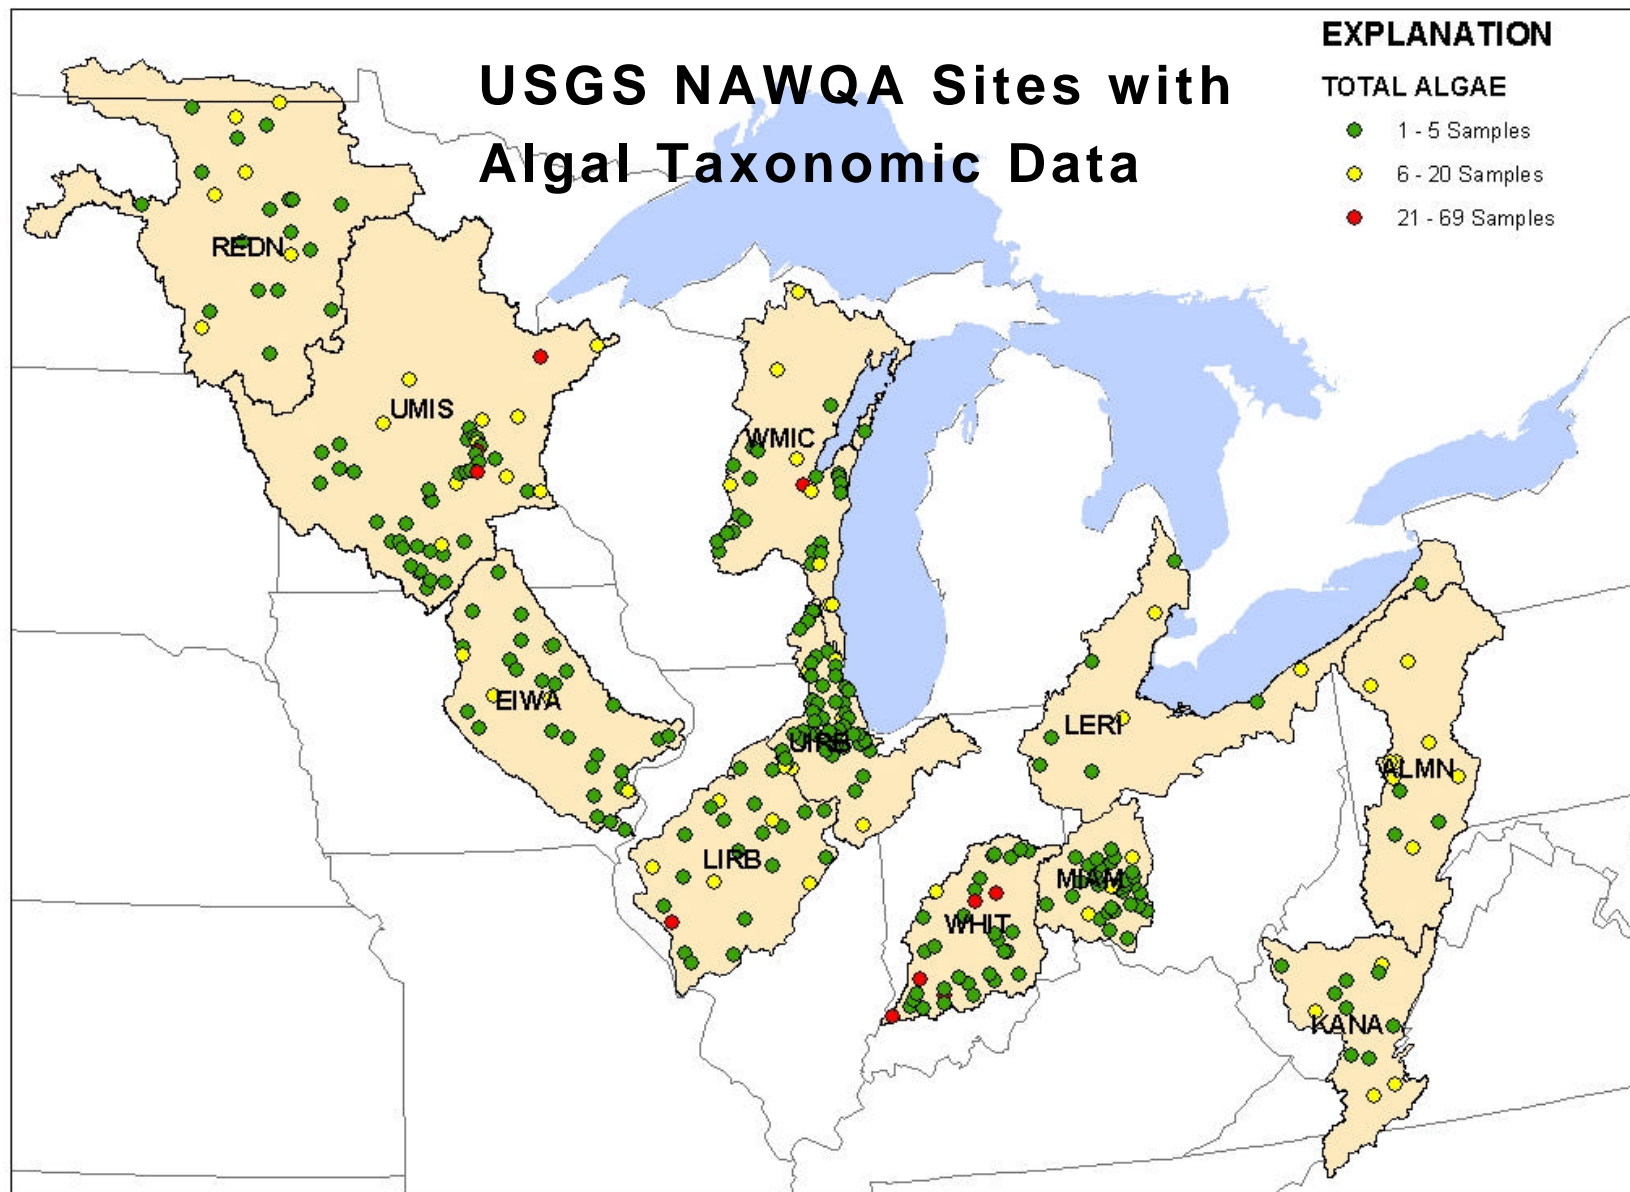 USGS NAWQA Sites with
Algal Taxonomic Data
EXPLANATION
TOTAL ALGAE
1 - 5 Samples
6 - 20 Samples
21 - 69 Samples
REDN
UMIS
WMIC
EIWA
UIRB
LERI
ALMN
LIRB
MIAM
WHIT
KANA